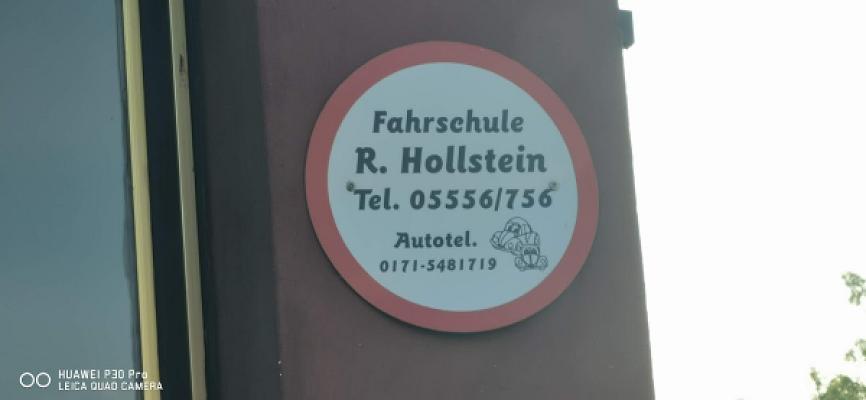 Fahrschule
R. Hollstein
Tel. 05556/756
Autotel.
0171-5481719
HUAWEI P30 Pro
LEICA QUAD CAMERA